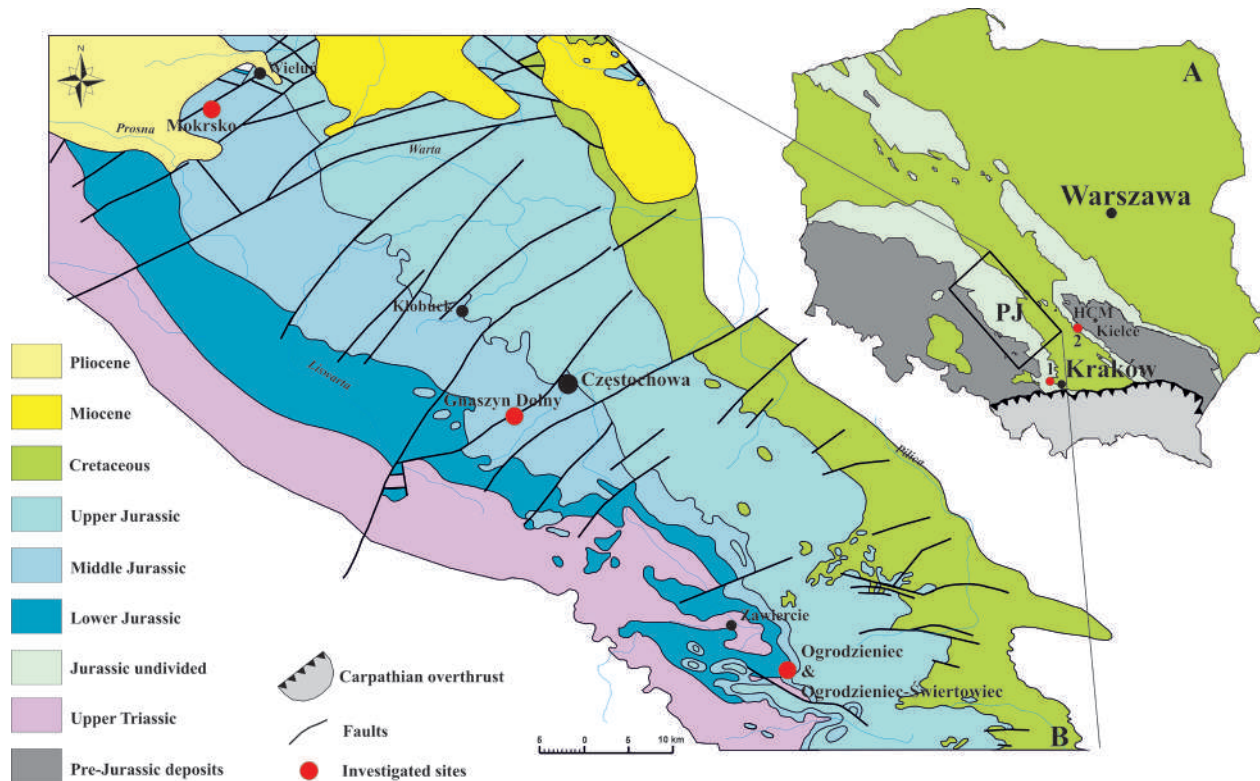 N
Wieluń
Mokrsko
Prosna
Warta
Kłobuck
Liswarta
Częstochowa
Gnaszyn Dolny
Pilica
Zawiercie
Ogrodzieniec
&
Ogrodzieniec-Świertowiec
B
A
Warszawa
PJ
HCM
Kielce
2
1
Kraków
Pliocene
Miocene
Cretaceous
Upper Jurassic
Middle Jurassic
Lower Jurassic
Jurassic undivided
Upper Triassic
Pre-Jurassic deposits
Carpathian overthrust
Faults
Investigated sites
5 0 5 10 km